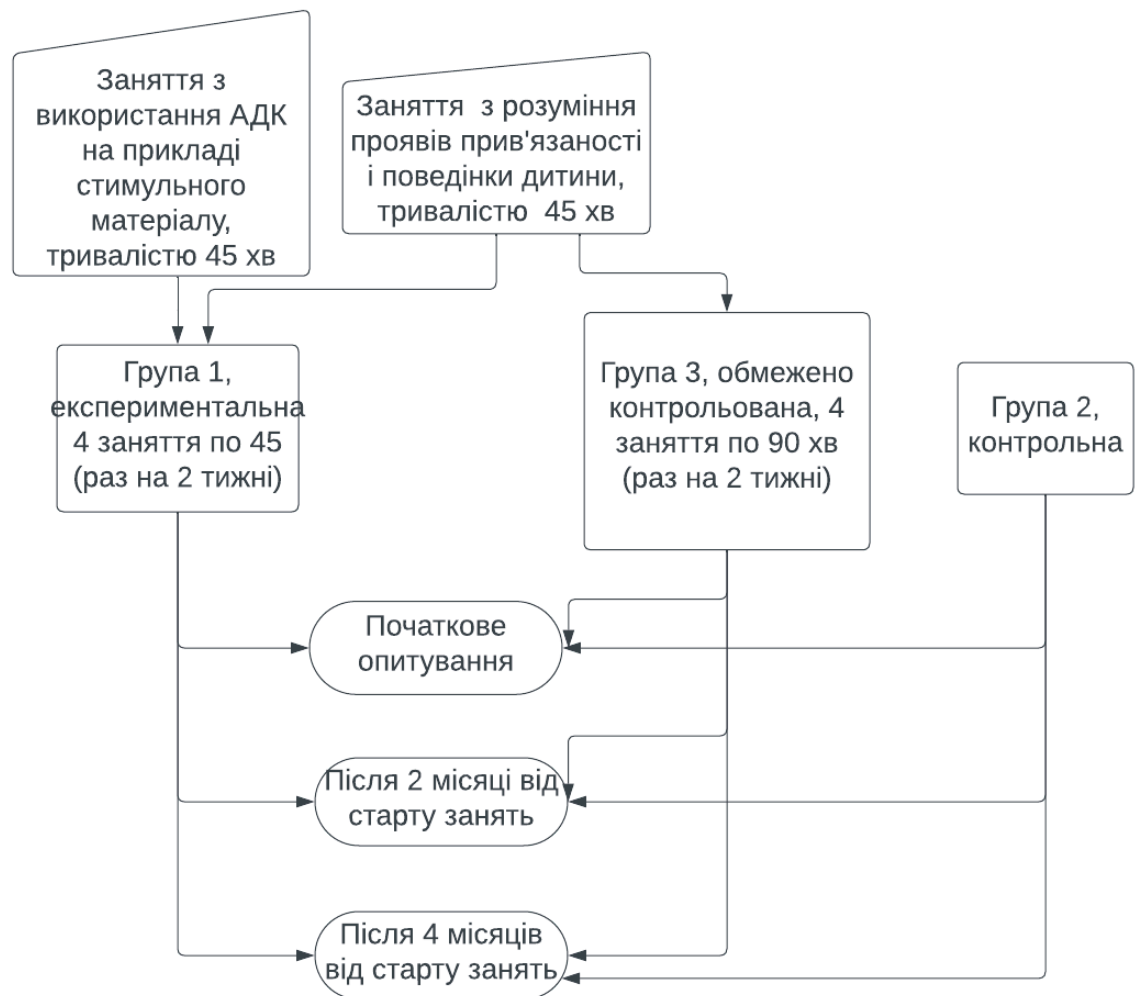 Заняття з
використання АДК
на прикладі
стимульного
матеріалу,
тривалістю 45 хв
Заняття з розуміння
проявів прив'язаності
і поведінки дитини,
тривалістю 45 хв
Група 1,
експериментальна
4 заняття по 45
(раз на 2 тижні)
Група 3, обмежено
контрольована, 4
заняття по 90 хв
(раз на 2 тижні)
Група 2,
контрольна
Початкове
опитування
Після 2 місяці від
старту занять
Після 4 місяців
від старту занять